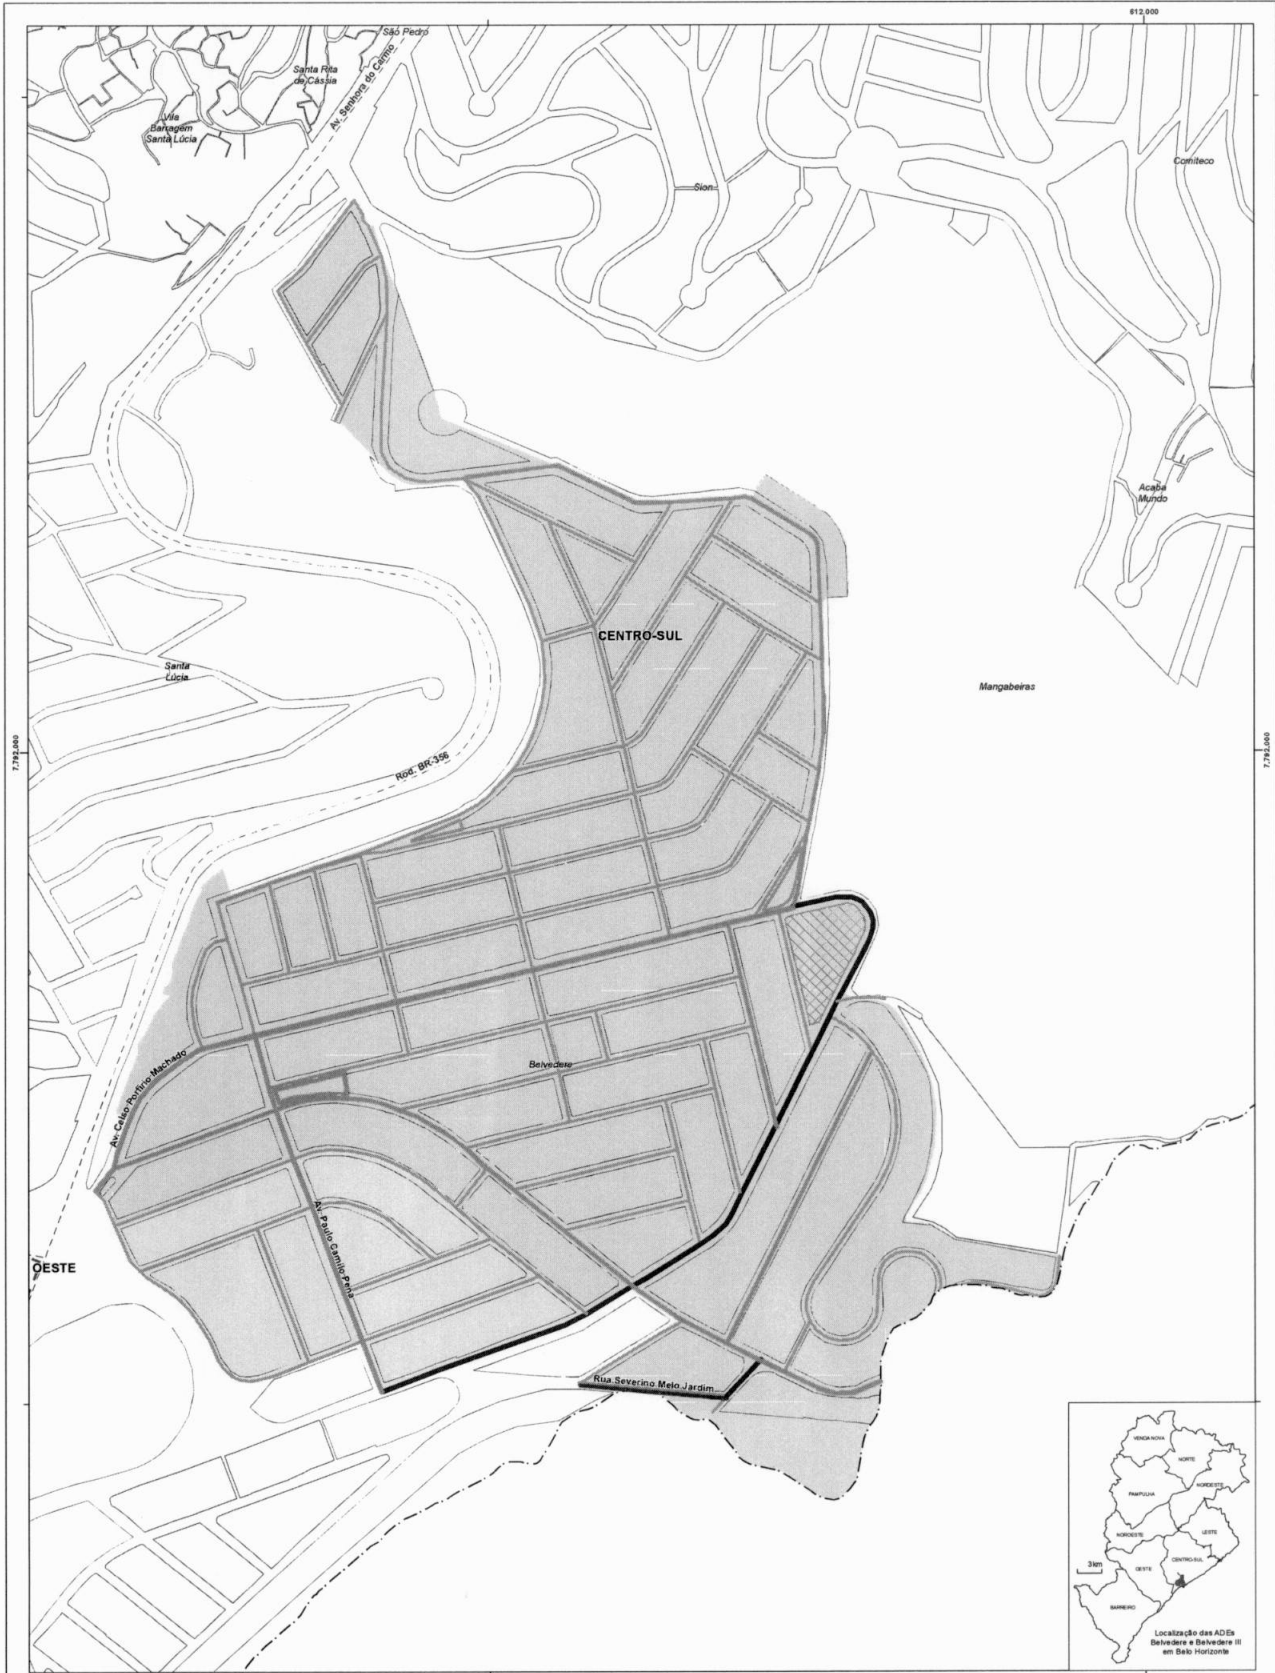 612,000
São Pedro
Santa Rita
de Cássia
Av. Senhora do Carmo
Vila
Barragem
Santa Lúcia
Comiteco
Sion
Acaba
Mundo
CENTRO-SUL
Santa
Lúcia
Mangabeiras
7,792,000
7,792,000
Rod. BR-356
Belvedere
Av. Celso Porfírio Machado
Av. Paulo Camilo Pena
OESTE
Rua Severino Melo Jardim
VENDA NOVA
NORTE
NORDESTE
PAMPULHA
NOROESTE
LESTE
CENTRO-SUL
OESTE
3km
BARREIRO
Localização das ADEs
Belvedere e Belvedere III
em Belo Horizonte